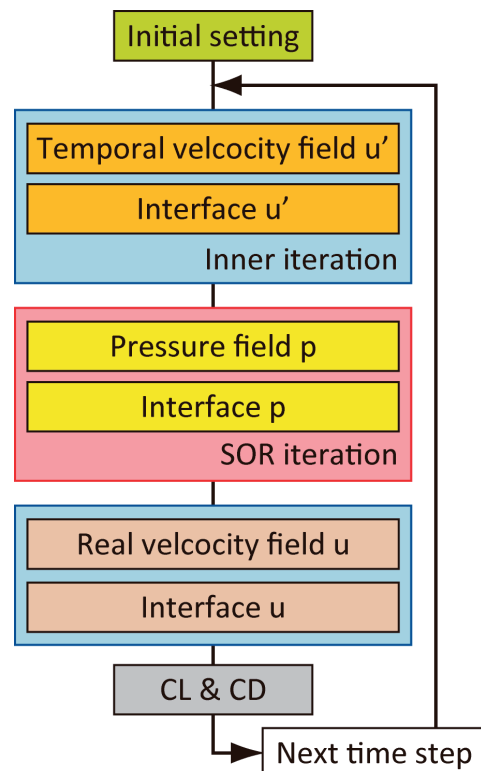 Initial setting
Temporal velcocity field u’
Interface u’
Inner iteration
Pressure field p
Interface p
SOR iteration
Real velcocity field u
Interface u
CL & CD
Next time step